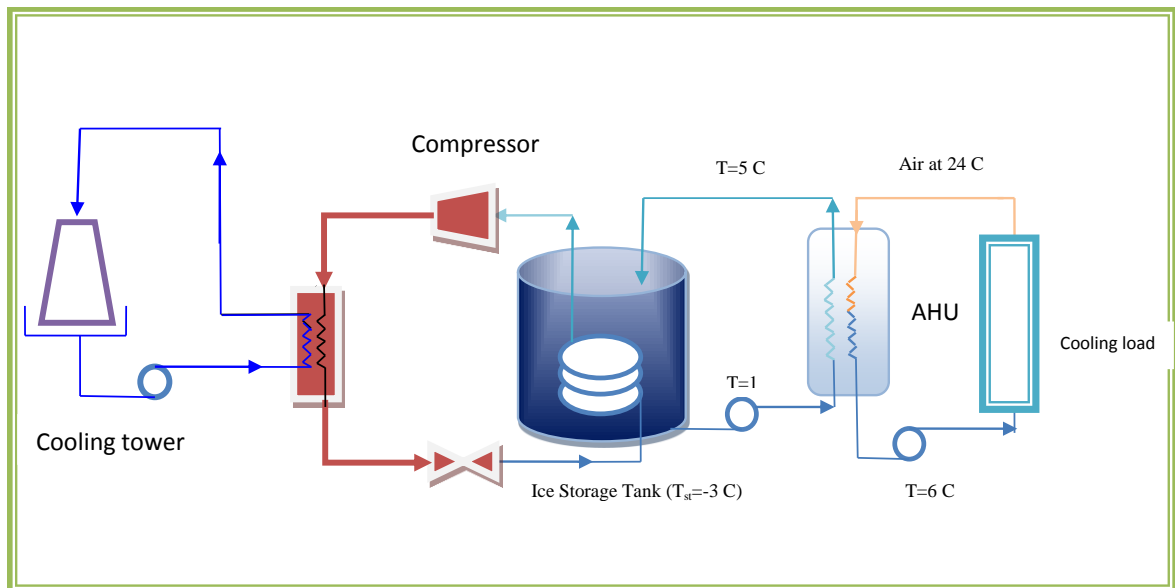 Compressor
T=5 C
Air at 24 C
AHU
Cooling load
T=1
Cooling tower
Ice Storage Tank (Tst=-3 C)
T=6 C